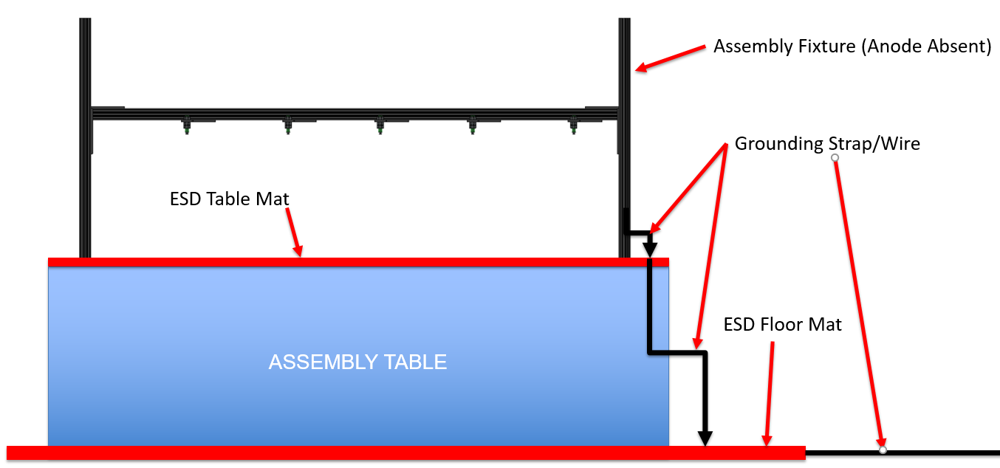 Assembly Fixture (Anode Absent)
Grounding Strap/Wire
ESD Table Mat
ESD Floor Mat
ASSEMBLY TABLE